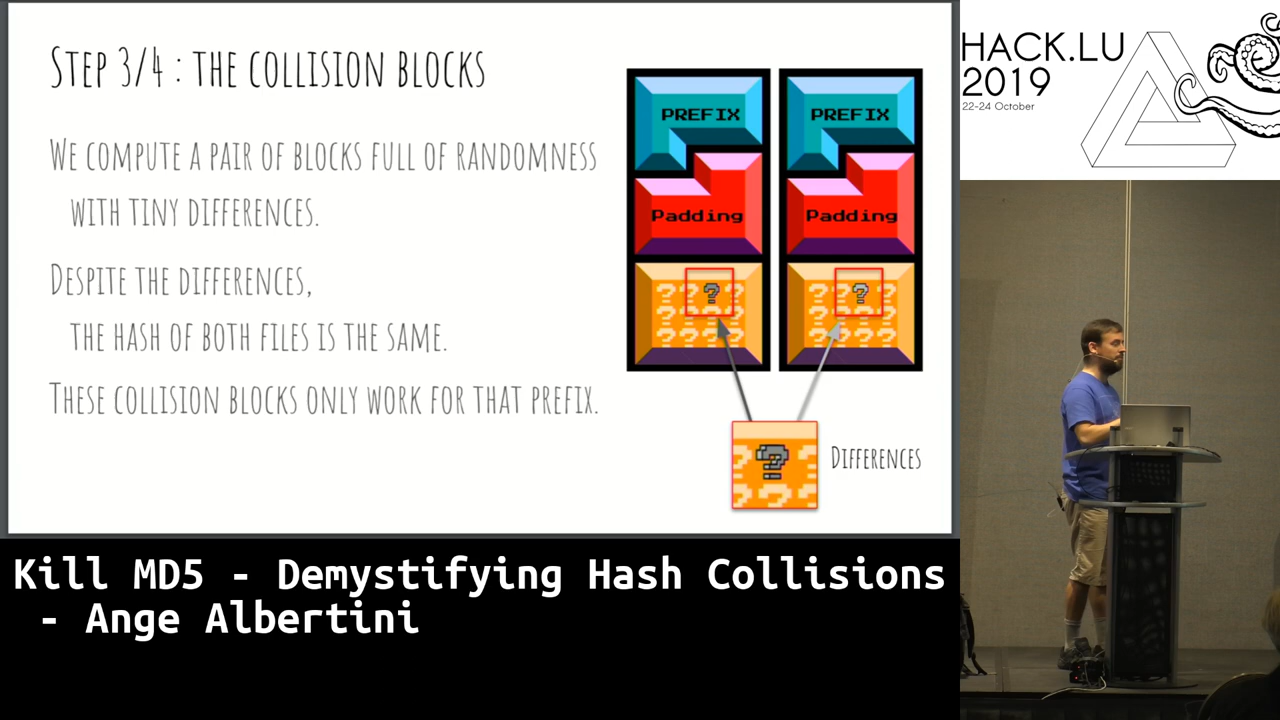 Step 3/4 : the collision blocks
We compute a pair of blocks full of randomness
with tiny differences.
Despite the differences,
the hash of both files is the same.
These collision blocks only work for that prefix.
PREFIX
PREFIX
Padding
Padding
? ?
Differences
HACK.LU
2019
22-24 October
Kill MD5 - Demystifying Hash Collisions
- Ange Albertini